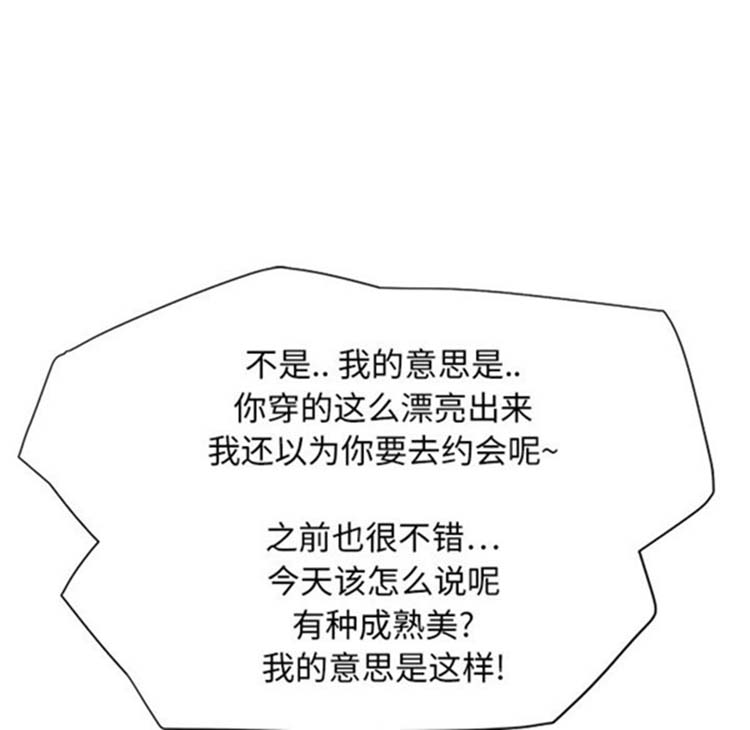 不是.. 我的意思是..
你穿的这么漂亮出来
我还以为你要去约会呢~
之前也很不错...
今天该怎么说呢
有种成熟美?
我的意思是这样!